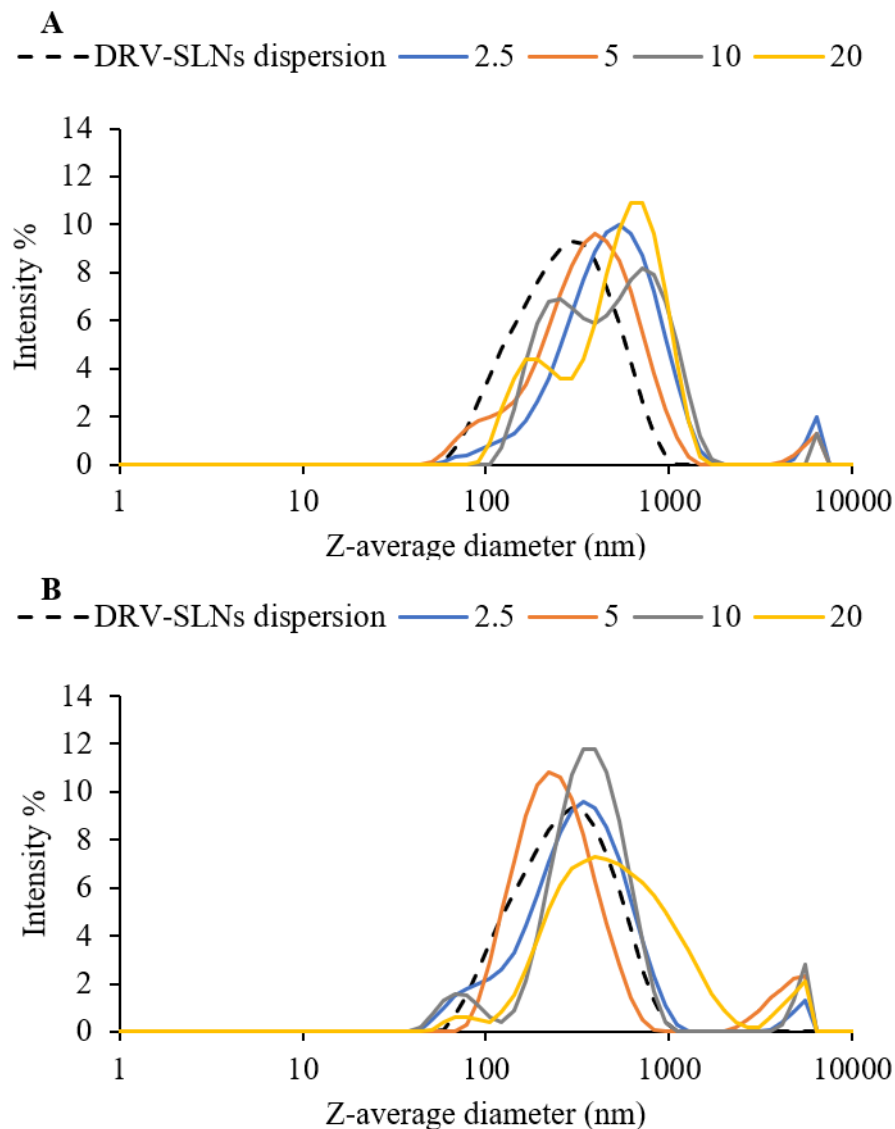 A
DRV-SLNs dispersion 2.5 5 10 20
14
12
10
8
6
4
2
0
Intensity %
1 10 100 1000 10000
Z-average diameter (nm)
B
DRV-SLNs dispersion 2.5 5 10 20
14
12
10
8
6
4
2
0
Intensity %
1 10 100 1000 10000
Z-average diameter (nm)